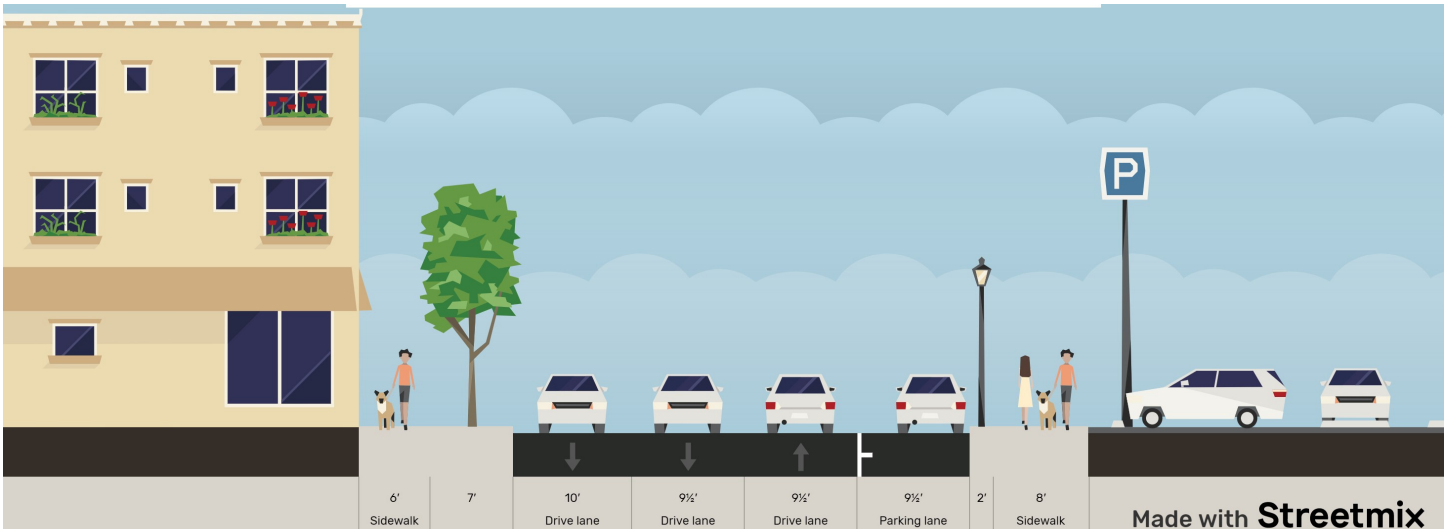 P
6′ 7′ 10′ 9½′ 9½′ 9½′ 2′ 8′
Sidewalk Drive lane Drive lane Drive lane Parking lane Sidewalk
Made with Streetmix